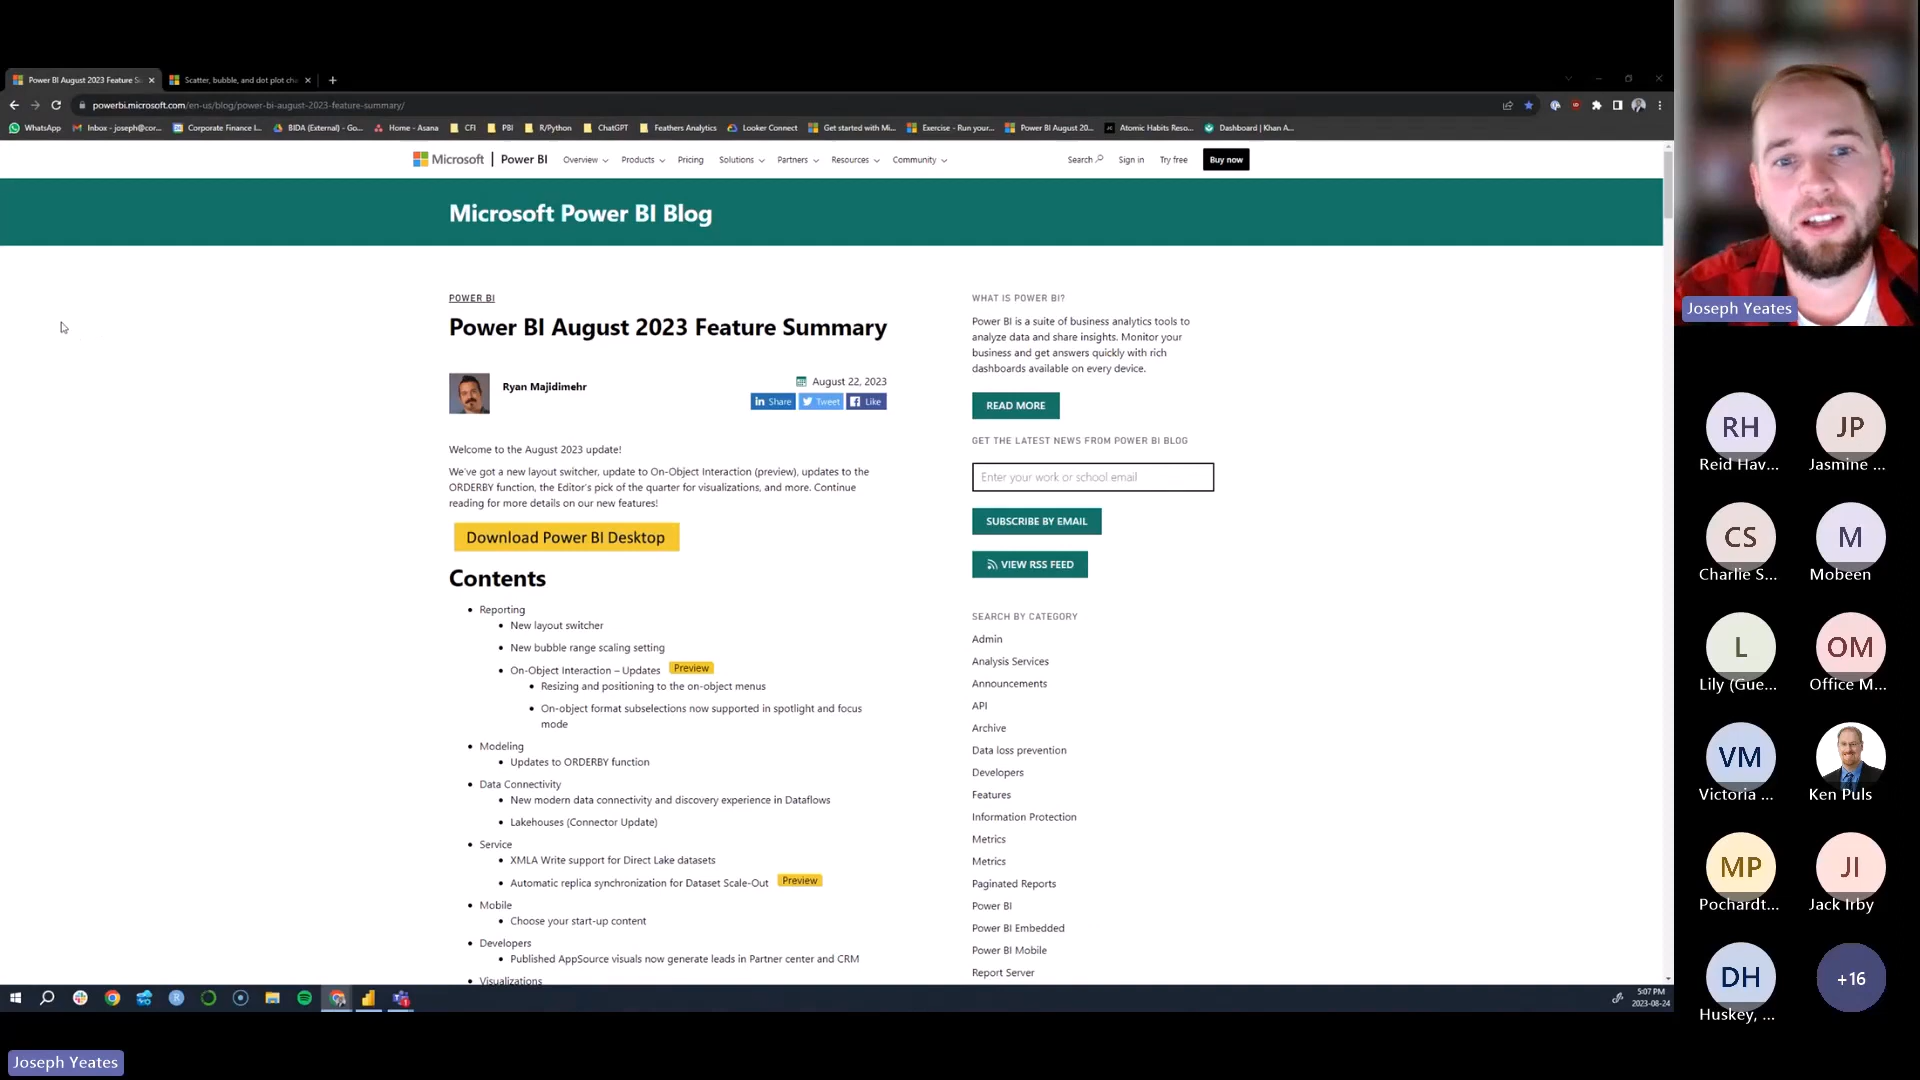 Power BI August 2023 Feature S
Scatter, bubble, and dot plot ch
powerbi.microsoft.com/en-us/blog/power-bi-august-2023-feature-summary/
WhatsApp
Inbox - joseph@cor...
Corporate Finance I...
BIDA (External) - Go...
Home - Asana
CFI
PBI
R/Python
ChatGPT
Feathers Analytics
Looker Connect
Get started with Mi...
Exercise - Run your...
Power BI August 20...
Atomic Habits Reso...
Dashboard | Khan A...
Microsoft | Power BI
Overview
Products
Pricing
Solutions
Partners
Resources
Community
Search
Sign in
Try free
Buy now
Microsoft Power BI Blog
POWER BI
Power BI August 2023 Feature Summary
Ryan Majidimehr
August 22, 2023
in Share
Tweet
Like
Welcome to the August 2023 update!
We've got a new layout switcher, update to On-Object Interaction (preview), updates to the
ORDERBY function, the Editor's pick of the quarter for visualizations, and more. Continue
reading for more details on our new features!
Download Power BI Desktop
Contents
Reporting
New layout switcher
New bubble range scaling setting
On-Object Interaction – Updates Preview
Resizing and positioning to the on-object menus
On-object format subselections now supported in spotlight and focus
mode
Modeling
Updates to ORDERBY function
Data Connectivity
New modern data connectivity and discovery experience in Dataflows
Lakehouses (Connector Update)
Service
XMLA Write support for Direct Lake datasets
Automatic replica synchronization for Dataset Scale-Out Preview
Mobile
Choose your start-up content
Developers
Published AppSource visuals now generate leads in Partner center and CRM
Visualizations
WHAT IS POWER BI?
Power BI is a suite of business analytics tools to
analyze data and share insights. Monitor your
business and get answers quickly with rich
dashboards available on every device.
READ MORE
GET THE LATEST NEWS FROM POWER BI BLOG
Enter your work or school email
SUBSCRIBE BY EMAIL
VIEW RSS FEED
SEARCH BY CATEGORY
Admin
Analysis Services
Announcements
API
Archive
Data loss prevention
Developers
Features
Information Protection
Metrics
Metrics
Paginated Reports
Power BI
Power BI Embedded
Power BI Mobile
Report Server
5:07 PM
2023-08-24
Joseph Yeates
RH
Reid Hav...
JP
Jasmine ...
CS
Charlie S...
M
Mobeen
L
Lily (Gue...
OM
Office M...
VM
Victoria ...
Ken Puls
MP
Pochardt...
JI
Jack Irby
DH
Huskey, ...
+16
Joseph Yeates